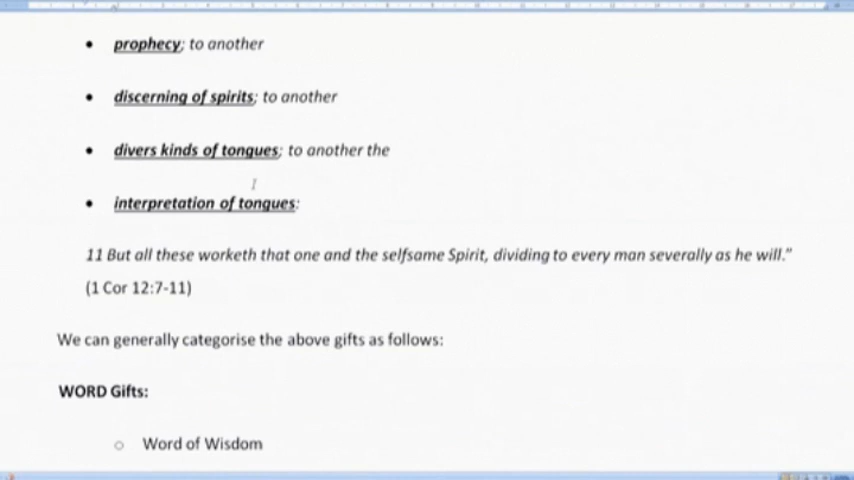 • prophecy; to another
• discerning of spirits; to another
• divers kinds of tongues; to another the
• interpretation of tongues:
11 But all these worketh that one and the selfsame Spirit, dividing to every man severally as he will."
(1 Cor 12:7-11)
We can generally categorise the above gifts as follows:
WORD Gifts:
○ Word of Wisdom